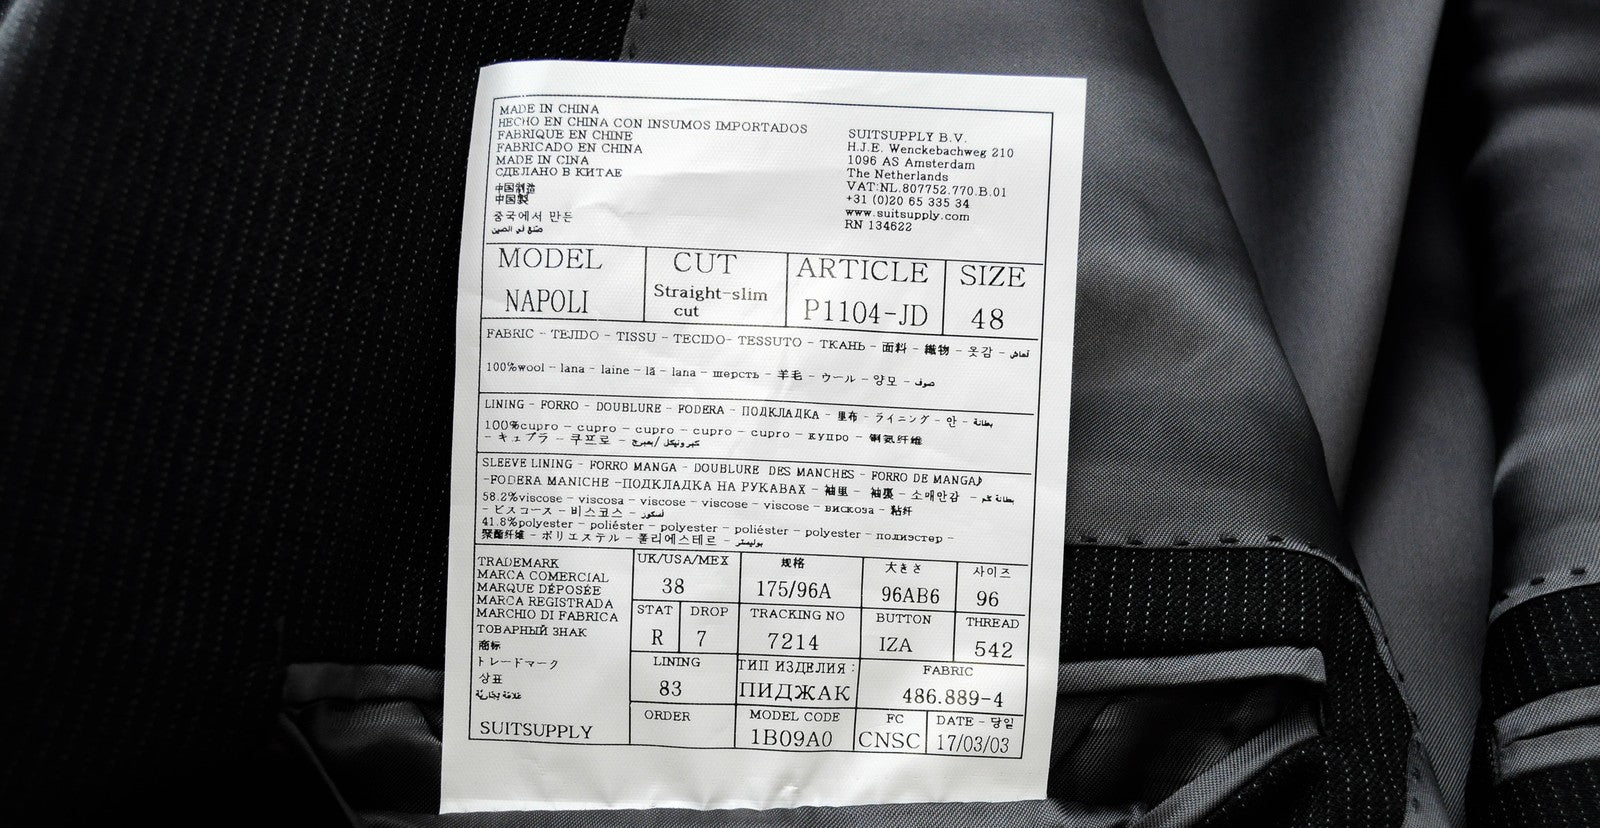 MADE IN CHINA
HECHO EN CHINA CON INSUMOS IMPORTADOS
FABRIQUE EN CHINE
FABRICADO EN CHINA
MADE IN CINA
СДЕЛАНО В КИТАЕ
中国制造
中国製
중국에서 만든
صنع في الصين
SUITSUPPLY B.V.
H.J.E. Wenckebachweg 210
1096 AS Amsterdam
The Netherlands
VAT:NL.807752.770.B.01
+31 (0)20 65 335 34
www.suitsupply.com
RN 134622
MODEL
NAPOLI
CUT
Straight-slim
cut
ARTICLE
P1104-JD
SIZE
48
FABRIC - TEJIDO - TISSU - TECIDO- TESSUTO - ТКАНЬ - 面料 - 織物 - 옷감 - قماش
100%wool - lana - laine - lã - lana - шерсть - 羊毛 - ウール - 양모 - صوف
LINING - FORRO - DOUBLURE - FODERA - ПОДКЛАДКА - 里布 - ライニング - 안 - بطانة
100%cupro - cupro - cupro - cupro - cupro - купро - 铜氨纤维
- キュプラ - 쿠프로 -
SLEEVE LINING - FORRO MANGA - DOUBLURE DES MANCHES - FORRO DE MANGA
-FODERA MANICHE -ПОДКЛАДКА НА РУКАВАХ - 袖里 - 袖裏 - 소매안감 - بطانة كم
58.2%viscose - viscosa - viscose - viscose - viscose - вискоза - 粘纤
- ビスコース - 비스코스 -
41.8%polyester - poliéster - polyester - poliéster - polyester - полиэстер -
聚酯纤维 - ポリエステル - 폴리에스테르 - بوليستر
TRADEMARK
MARCA COMERCIAL
MARQUE DÉPOSÉE
MARCA REGISTRADA
MARCHIO DI FABRICA
ТОВАРНЫЙ ЗНАК
商标
トレードマーク
상표
علامة تجارية
SUITSUPPLY
UK/USA/MEX
38
规格
175/96A
大きさ
96AB6
사이즈
96
STAT
R
DROP
7
TRACKING NO
7214
BUTTON
IZA
THREAD
542
LINING
83
ТИП ИЗДЕЛИЯ :
ПИДЖАК
FABRIC
486.889-4
ORDER
MODEL CODE
1B09A0
FC
CNSC
DATE - 당일
17/03/03